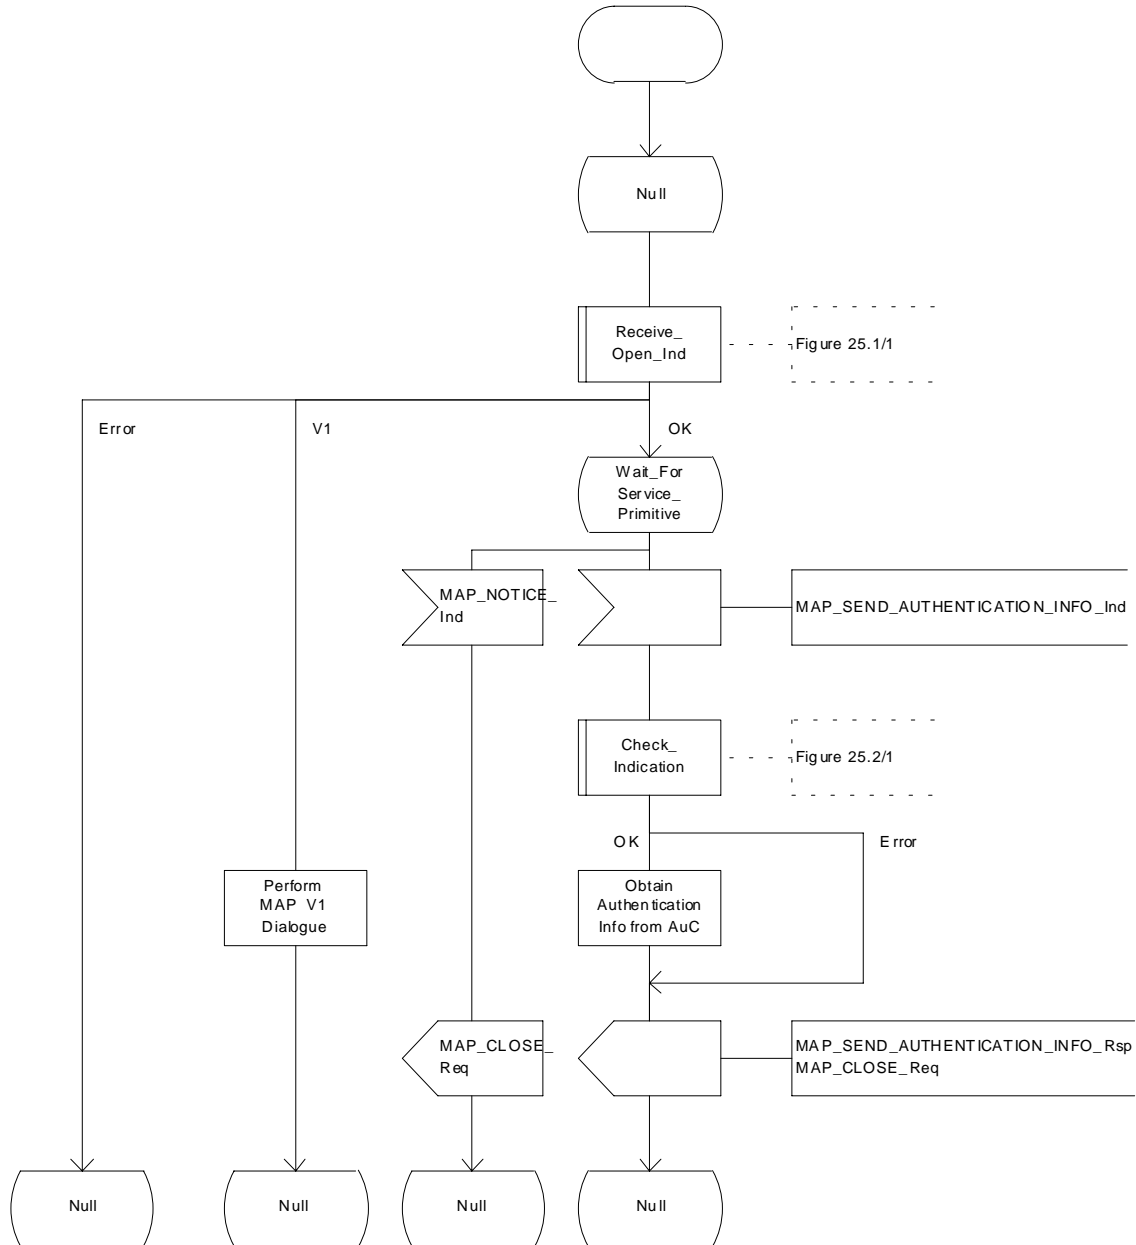 Null
Receive_
Open_Ind
Figure 25.1/1
Error
V1
OK
Wait_For
Service_
Primitive
MAP_NOTICE_
Ind
MAP_SEND_AUTHENTICATION_INFO_Ind
Check_
Indication
Figure 25.2/1
OK
Error
Perform
MAP V1
Dialogue
Obtain
Authentication
Info from AuC
MAP_CLOSE_
Req
MAP_SEND_AUTHENTICATION_INFO_Rsp
MAP_CLOSE_Req
Null
Null
Null
Null